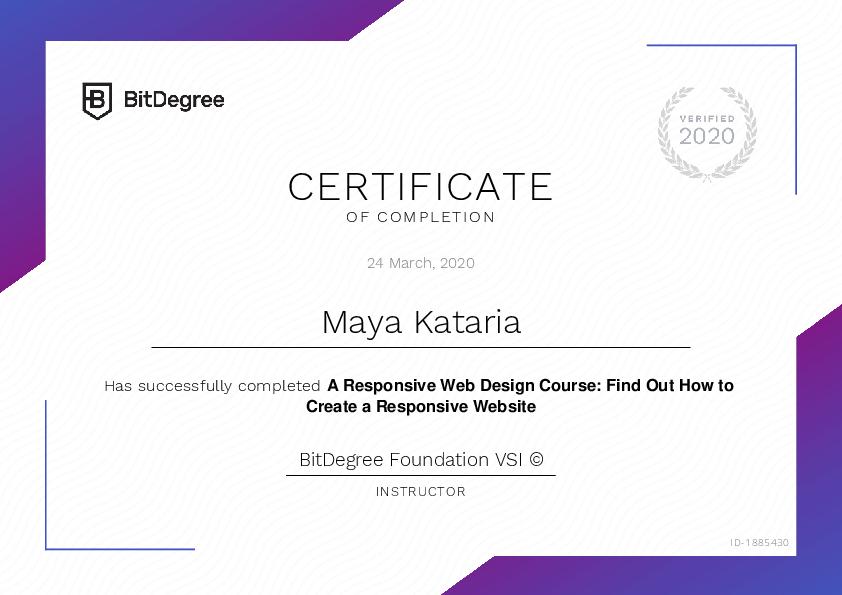 BitDegree
VERIFIED
2020
CERTIFICATE
OF COMPLETION
24 March, 2020
Maya Kataria
Has successfully completed A Responsive Web Design Course: Find Out How to
Create a Responsive Website
BitDegree Foundation VSI ©
INSTRUCTOR
ID-1885430